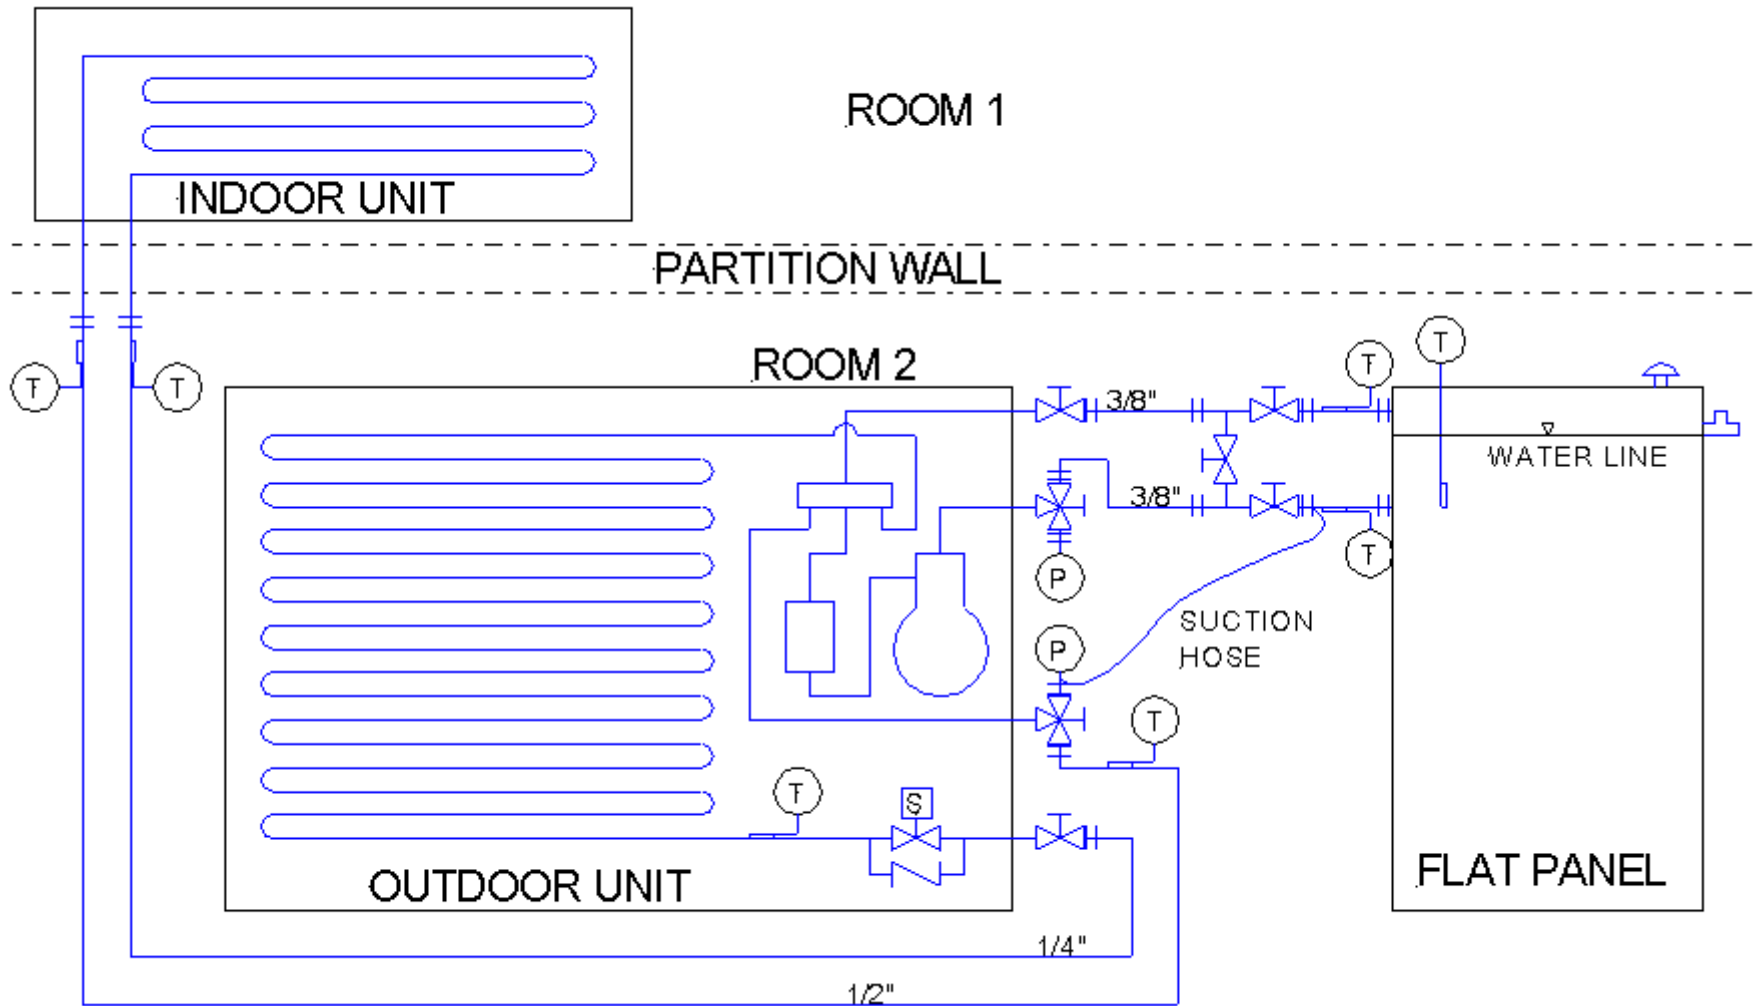 ROOM 1
INDOOR UNIT
PARTITION WALL
T
T
ROOM 2
T
T
3/8"
WATER LINE
3/8"
T
P
SUCTION
HOSE
P
T
T
S
OUTDOOR UNIT
FLAT PANEL
1/4"
1/2"